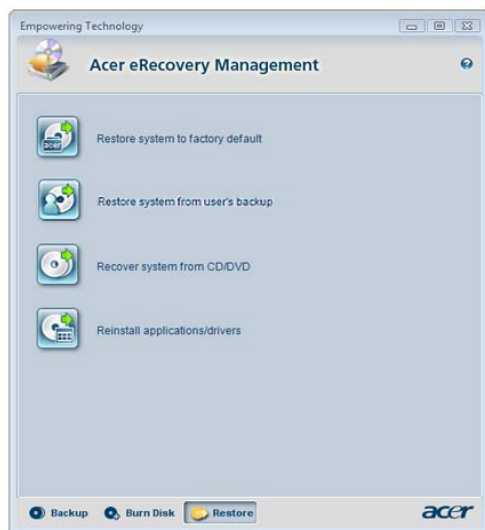 Empowering Technology
Acer eRecovery Management
acer
Restore system to factory default
Restore system from user's backup
Recover system from CD/DVD
Reinstall applications/drivers
Backup Burn Disk Restore acer